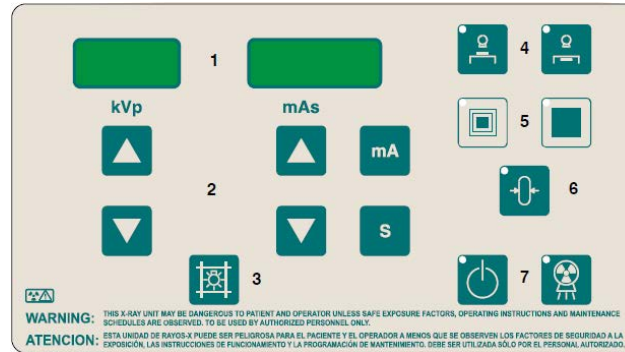 1
4
kVp
mAs
5
mA
2
6
S
3
7
WARNING: THIS X-RAY UNIT MAY BE DANGEROUS TO PATIENT AND OPERATOR UNLESS SAFE EXPOSURE FACTORS, OPERATING INSTRUCTIONS AND MAINTENANCE
SCHEDULES ARE OBSERVED. TO BE USED BY AUTHORIZED PERSONNEL ONLY.
ATENCION: ESTA UNIDAD DE RAYOS-X PUEDE SER PELIGROSA PARA EL PACIENTE Y EL OPERADOR A MENOS QUE SE OBSERVEN LOS FACTORES DE SEGURIDAD A LA
EXPOSICIÓN, LAS INSTRUCCIONES DE FUNCIONAMIENTO Y LA PROGRAMACIÓN DE MANTENIMIENTO. DEBE SER UTILIZADA SÓLO POR EL PERSONAL AUTORIZADO.